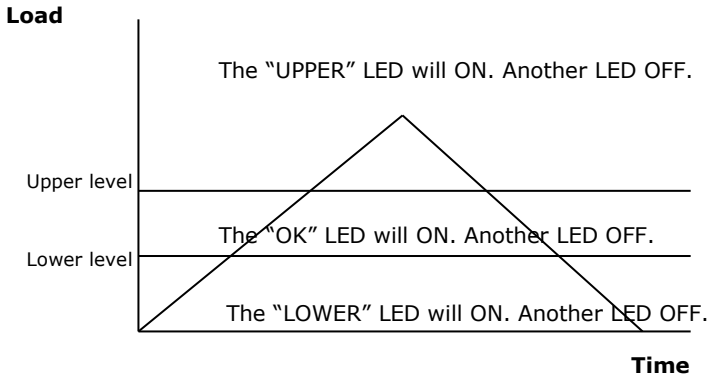 Load
The “UPPER” LED will ON. Another LED OFF.
Upper level
The “OK” LED will ON. Another LED OFF.
Lower level
The “LOWER” LED will ON. Another LED OFF.
Time